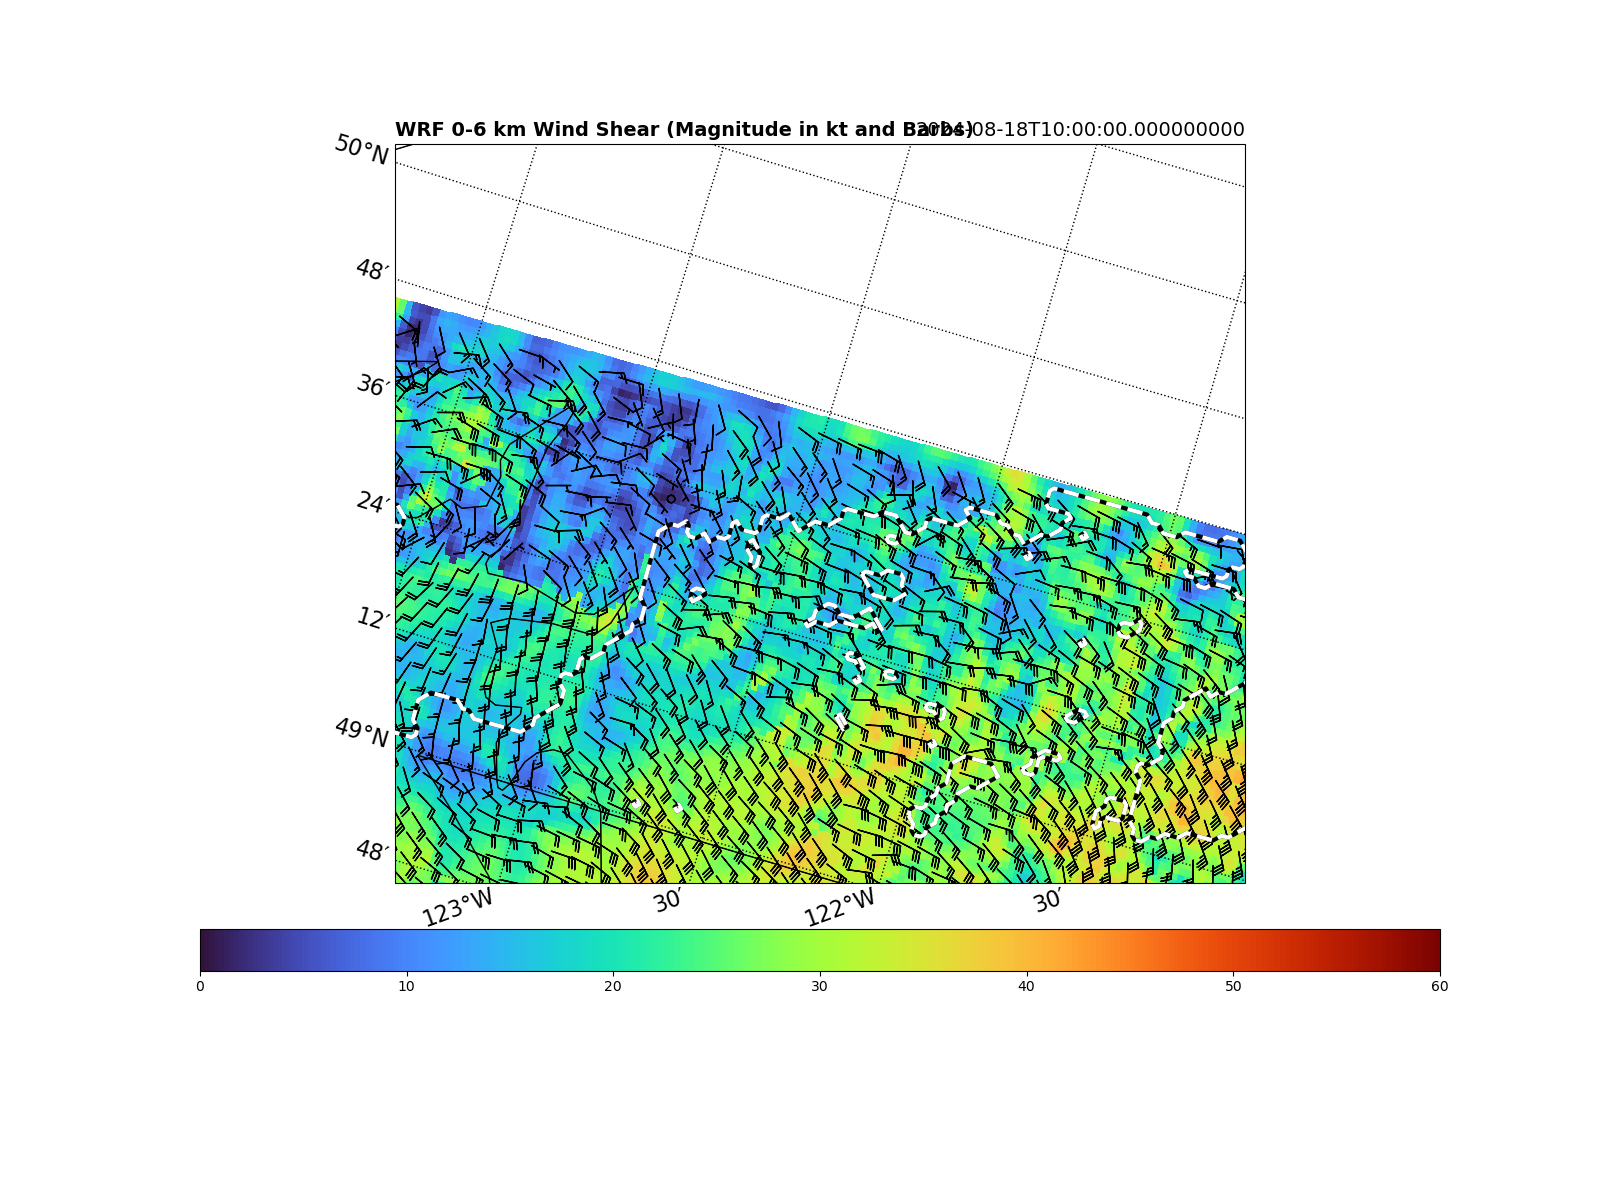 WRF 0-6 km Wind Shear (Magnitude in kt and Barbs)
08-18T10:00:00.000000000
50°N
48′
36′
24′
12′
49°N
48′
123°W 30′ 122°W 30′
0 10 20 30 40 50 60